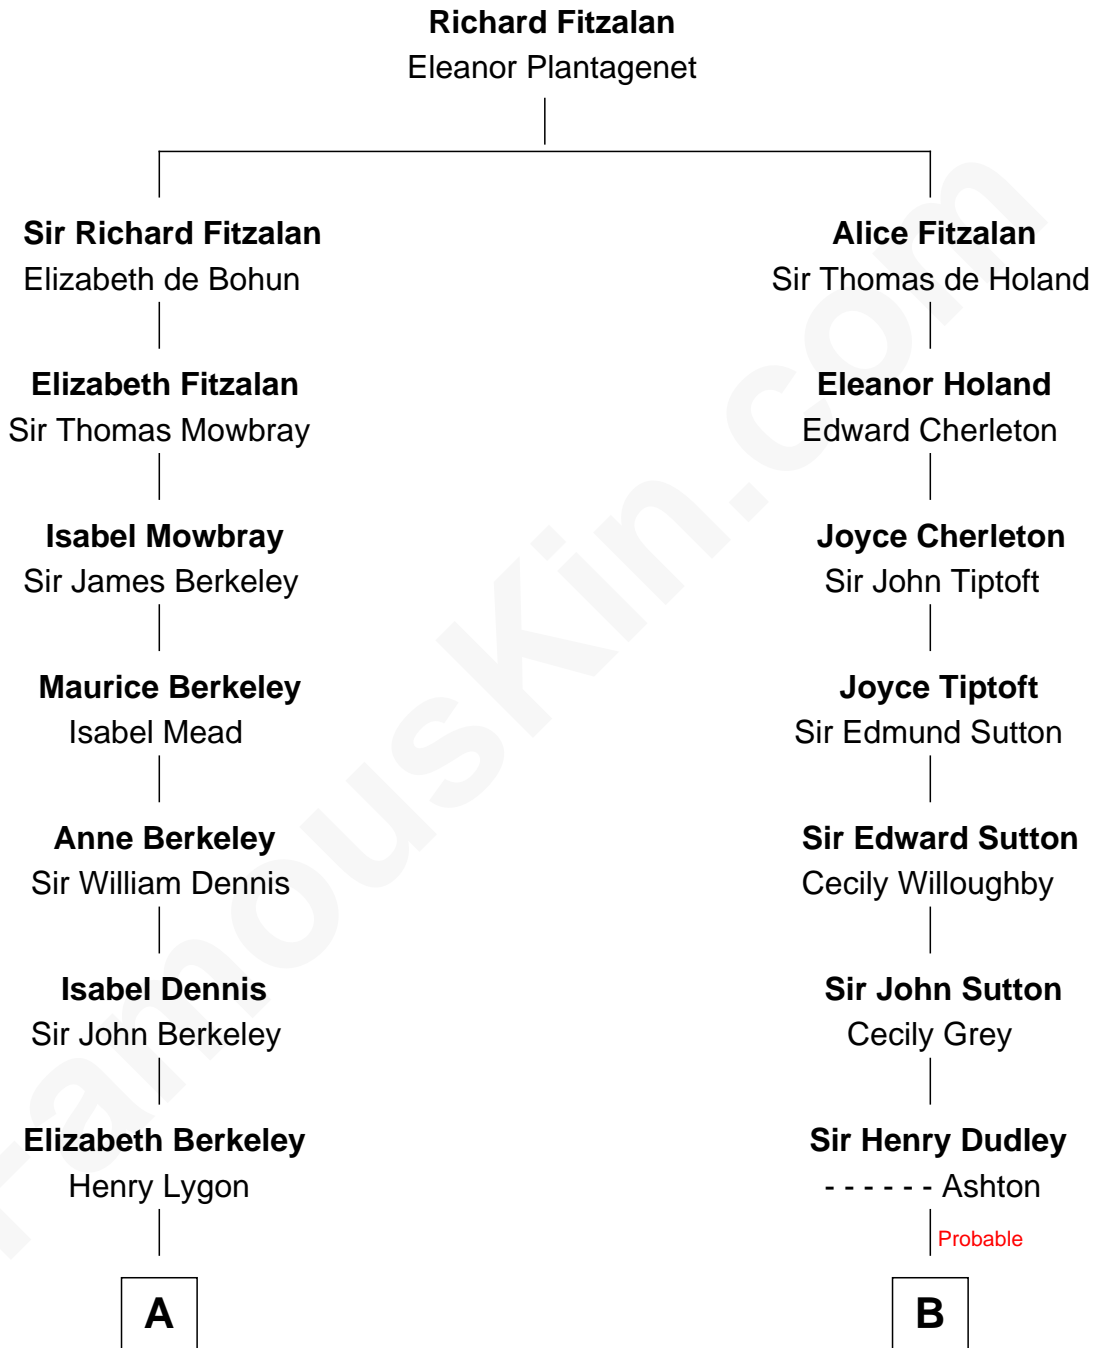 Richard Fitzalan
Eleanor Plantagenet
Sir Richard Fitzalan
Elizabeth de Bohun
Alice Fitzalan
Sir Thomas de Holand
Elizabeth Fitzalan
Sir Thomas Mowbray
Eleanor Holand
Edward Cherleton
Isabel Mowbray
Sir James Berkeley
Joyce Cherleton
Sir John Tiptoft
Maurice Berkeley
Isabel Mead
Joyce Tiptoft
Sir Edmund Sutton
Anne Berkeley
Sir William Dennis
Sir Edward Sutton
Cecily Willoughby
Isabel Dennis
Sir John Berkeley
Sir John Sutton
Cecily Grey
Elizabeth Berkeley
Henry Lygon
Sir Henry Dudley
- - - - - - Ashton
Probable
A
B
FamousKin.com